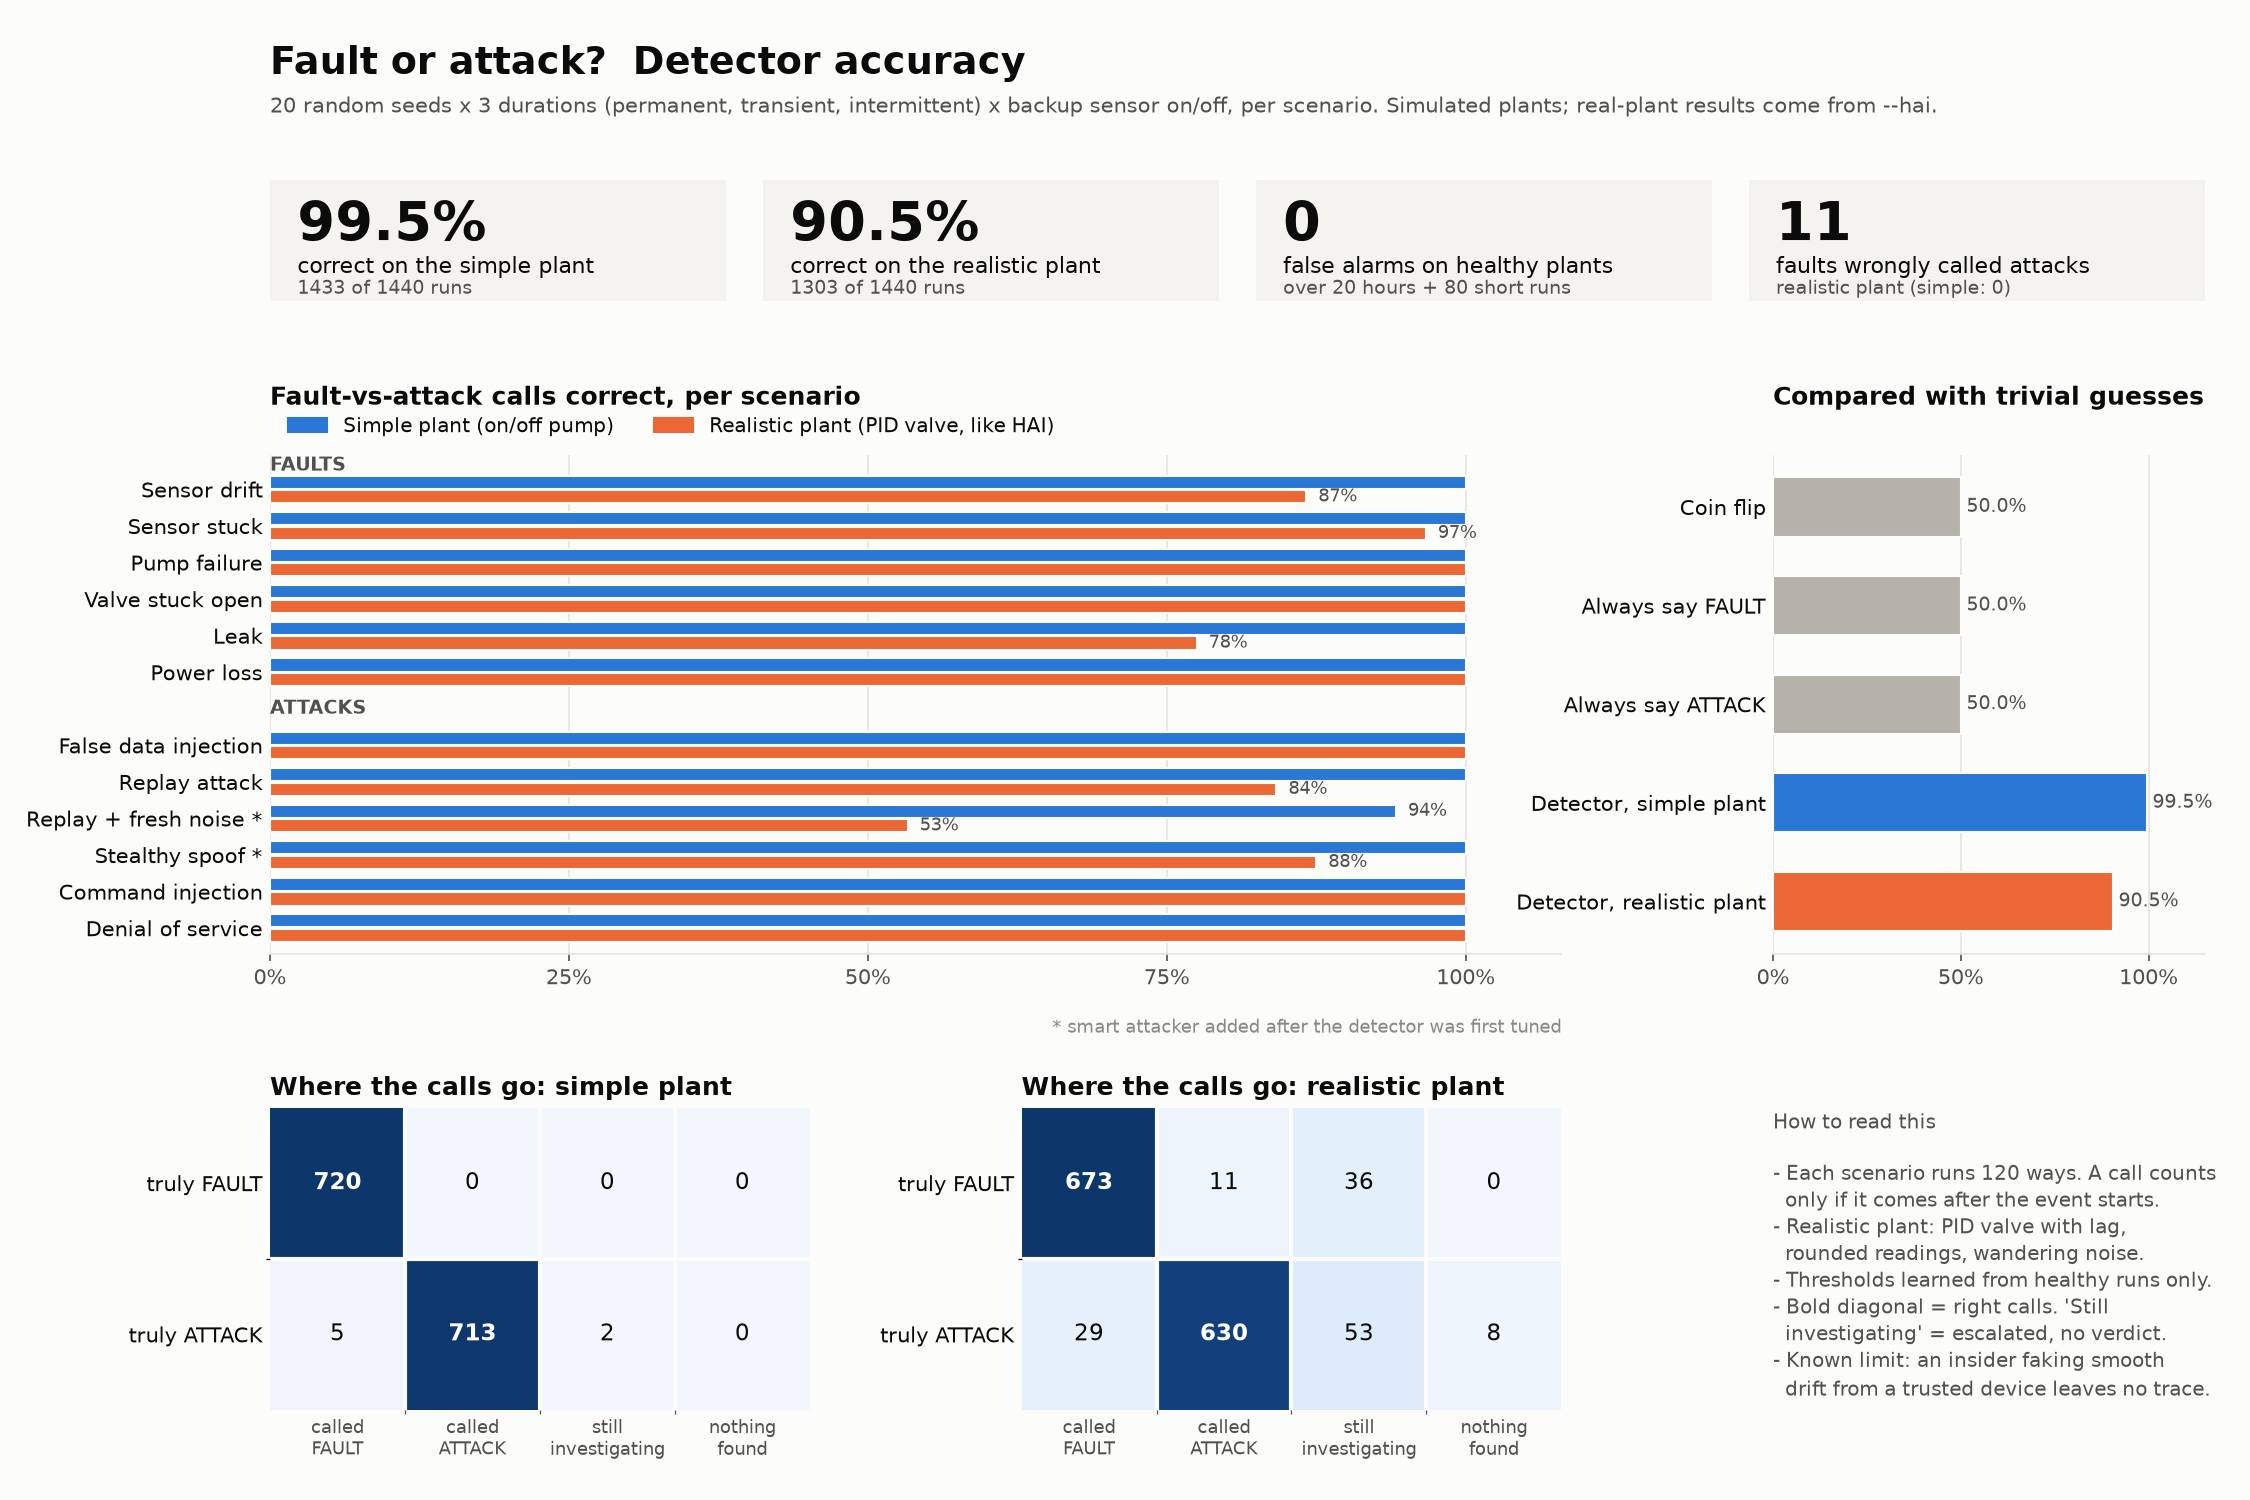 Fault or attack?  Detector accuracy
20 random seeds x 3 durations (permanent, transient, intermittent) x backup sensor on/off, per scenario. Simulated plants; real-plant results come from --hai.
99.5%
correct on the simple plant
1433 of 1440 runs
90.5%
correct on the realistic plant
1303 of 1440 runs
0
false alarms on healthy plants
over 20 hours + 80 short runs
11
faults wrongly called attacks
realistic plant (simple: 0)
Fault-vs-attack calls correct, per scenario
Simple plant (on/off pump)
Realistic plant (PID valve, like HAI)
FAULTS
Sensor drift
87%
Sensor stuck
97%
Pump failure
Valve stuck open
Leak
78%
Power loss
ATTACKS
False data injection
Replay attack
84%
Replay + fresh noise *
94%
53%
Stealthy spoof *
88%
Command injection
Denial of service
0%
25%
50%
75%
100%
* smart attacker added after the detector was first tuned
Compared with trivial guesses
Coin flip
50.0%
Always say FAULT
50.0%
Always say ATTACK
50.0%
Detector, simple plant
99.5%
Detector, realistic plant
90.5%
0%
50%
100%
Where the calls go: simple plant
truly FAULT
720
0
0
0
truly ATTACK
5
713
2
0
called
FAULT
called
ATTACK
still
investigating
nothing
found
Where the calls go: realistic plant
truly FAULT
673
11
36
0
truly ATTACK
29
630
53
8
called
FAULT
called
ATTACK
still
investigating
nothing
found
How to read this
- Each scenario runs 120 ways. A call counts
only if it comes after the event starts.
- Realistic plant: PID valve with lag,
rounded readings, wandering noise.
- Thresholds learned from healthy runs only.
- Bold diagonal = right calls. 'Still
investigating' = escalated, no verdict.
- Known limit: an insider faking smooth
drift from a trusted device leaves no trace.